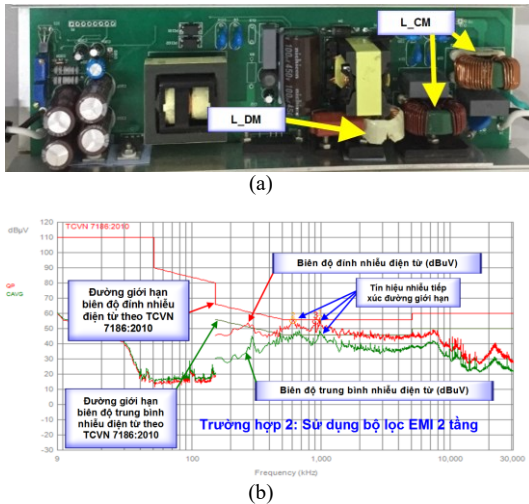 L_CM
L_DM
(a)
dBµV
TCVN 7186:2010
120
110
100
90
80
70
60
50
40
30
20
10
0
-10
-20
-30
QP
CAVG
Biên độ đỉnh nhiễu điện từ (dBuV)
Tín hiệu nhiễu tiếp
xúc đường giới hạn
Đường giới hạn
biên độ đỉnh nhiễu
điện từ theo TCVN
7186:2010
Đường giới hạn
biên độ trung bình
nhiễu điện từ theo
TCVN 7186:2010
Biên độ trung bình nhiễu điện từ (dBuV)
Trường hợp 2: Sử dụng bộ lọc EMI 2 tầng
9
100
1,000
10,000
30,000
Frequency (kHz)
(b)